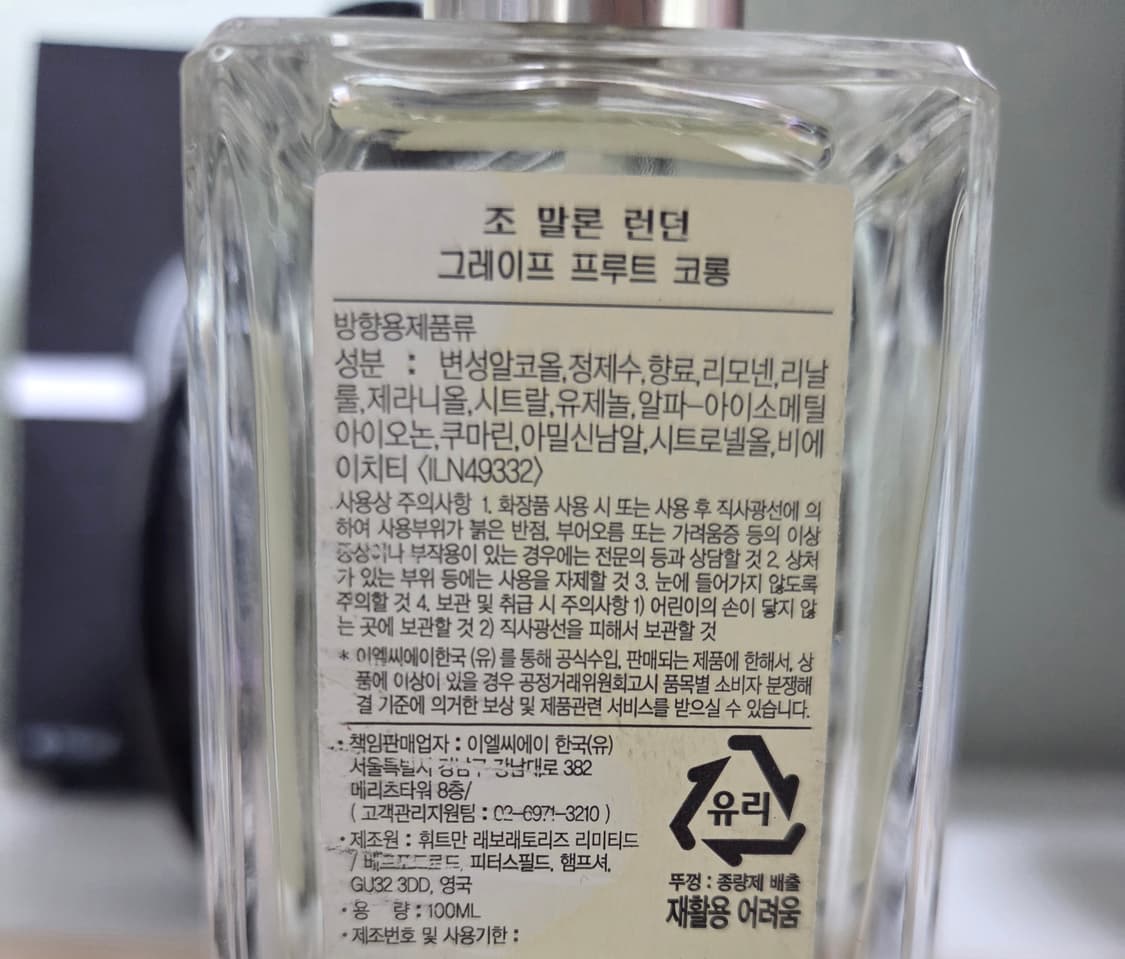 조 말론 런던
그레이프 프루트 코롱
방향용제품류
성분 : 변성알코올,정제수,향료,리모넨,리날
룰,제라니올,시트랄,유제놀,알파-아이소메틸
아이오논,쿠마린,아밀신남알,시트로넬올,비에
이치티 〈ILN49332〉
사용상 주의사항 1. 화장품 사용 시 또는 사용 후 직사광선에 의
하여 사용부위가 붉은 반점, 부어오름 또는 가려움증 등의 이상
증상이나 부작용이 있는 경우에는 전문의 등과 상담할 것 2. 상처
가 있는 부위 등에는 사용을 자제할 것 3. 눈에 들어가지 않도록
주의할 것 4. 보관 및 취급 시 주의사항 1) 어린이의 손이 닿지 않
는 곳에 보관할 것 2) 직사광선을 피해서 보관할 것
* 이엘씨에이한국 (유) 를 통해 공식수입, 판매되는 제품에 한해서, 상
품에 이상이 있을 경우 공정거래위원회고시 품목별 소비자 분쟁해
결 기준에 의거한 보상 및 제품관련 서비스를 받으실 수 있습니다.
· 책임판매업자 : 이엘씨에이 한국(유)
서울특별시 강남구 강남대로 382
메리츠타워 8층/
( 고객관리지원팀 : 02-6971-3210 )
· 제조원 : 휘트만 래보래토리즈 리미티드
/ 피터스필드, 햄프셔,
GU32 3DD, 영국
· 용 량 : 100ML
· 제조번호 및 사용기한 :
유리
뚜껑 : 종량제 배출
재활용 어려움